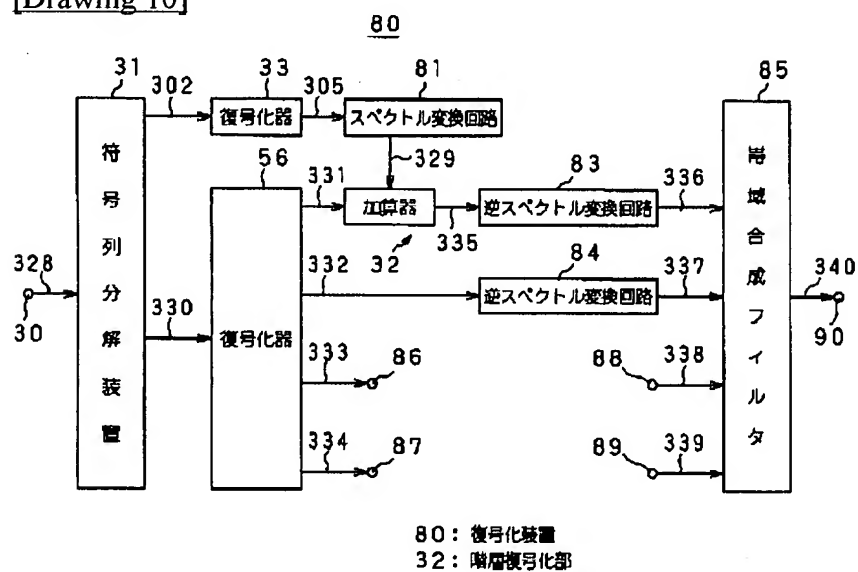 [Drawing 10]
80
31
302
33
305
81
符号列分解装置
復号化器
スペクトル変換回路
85
帯域合成フィルタ
56
331
329
83
336
加算器
335
逆スペクトル変換回路
328
332
32
84
337
340
30
330
復号化器
逆スペクトル変換回路
90
333
86
88
338
334
87
89
339
80: 復号化装置
32: 階層復号化部